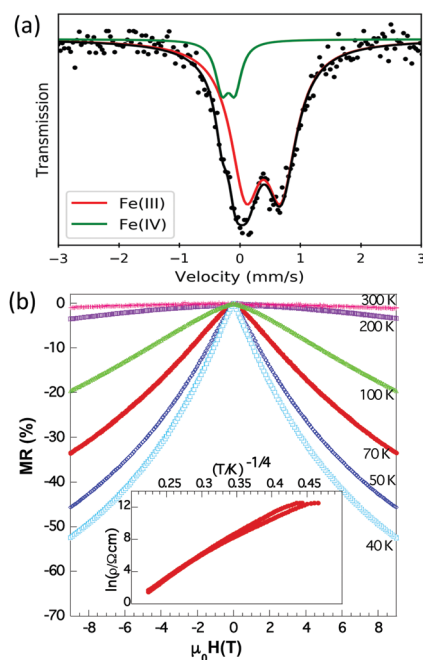 (a)
Transmission
Fe(III)
Fe(IV)
−3 −2 −1 0 1 2 3
Velocity (mm/s)
(b)
0
-10
-20
-30
-40
-50
-60
-70
MR (%)
300 K
200 K
100 K
70 K
50 K
40 K
(T/K)^-1/4
0.25 0.3 0.35 0.4 0.45
12
8
4
0
ln(ρ/Ωcm)
-8 -6 -4 -2 0 2 4 6 8
μ₀H(T)